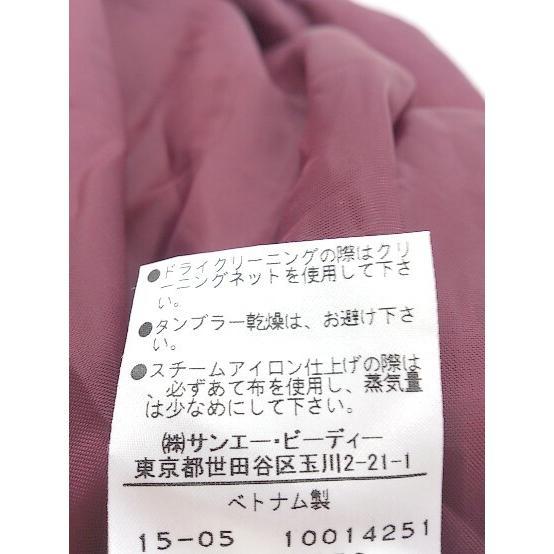 ●ドライクリーニングの際はクリ
ーニングネットを使用して下さ
い。
●タンブラー乾燥は、お避け下さ
い。
●スチームアイロン仕上げの際は
、必ずあて布を使用し、蒸気量
は少なめにして下さい。
㈱サンエー・ビーディー
東京都世田谷区玉川2-21-1
ベトナム製
15-05 10014251